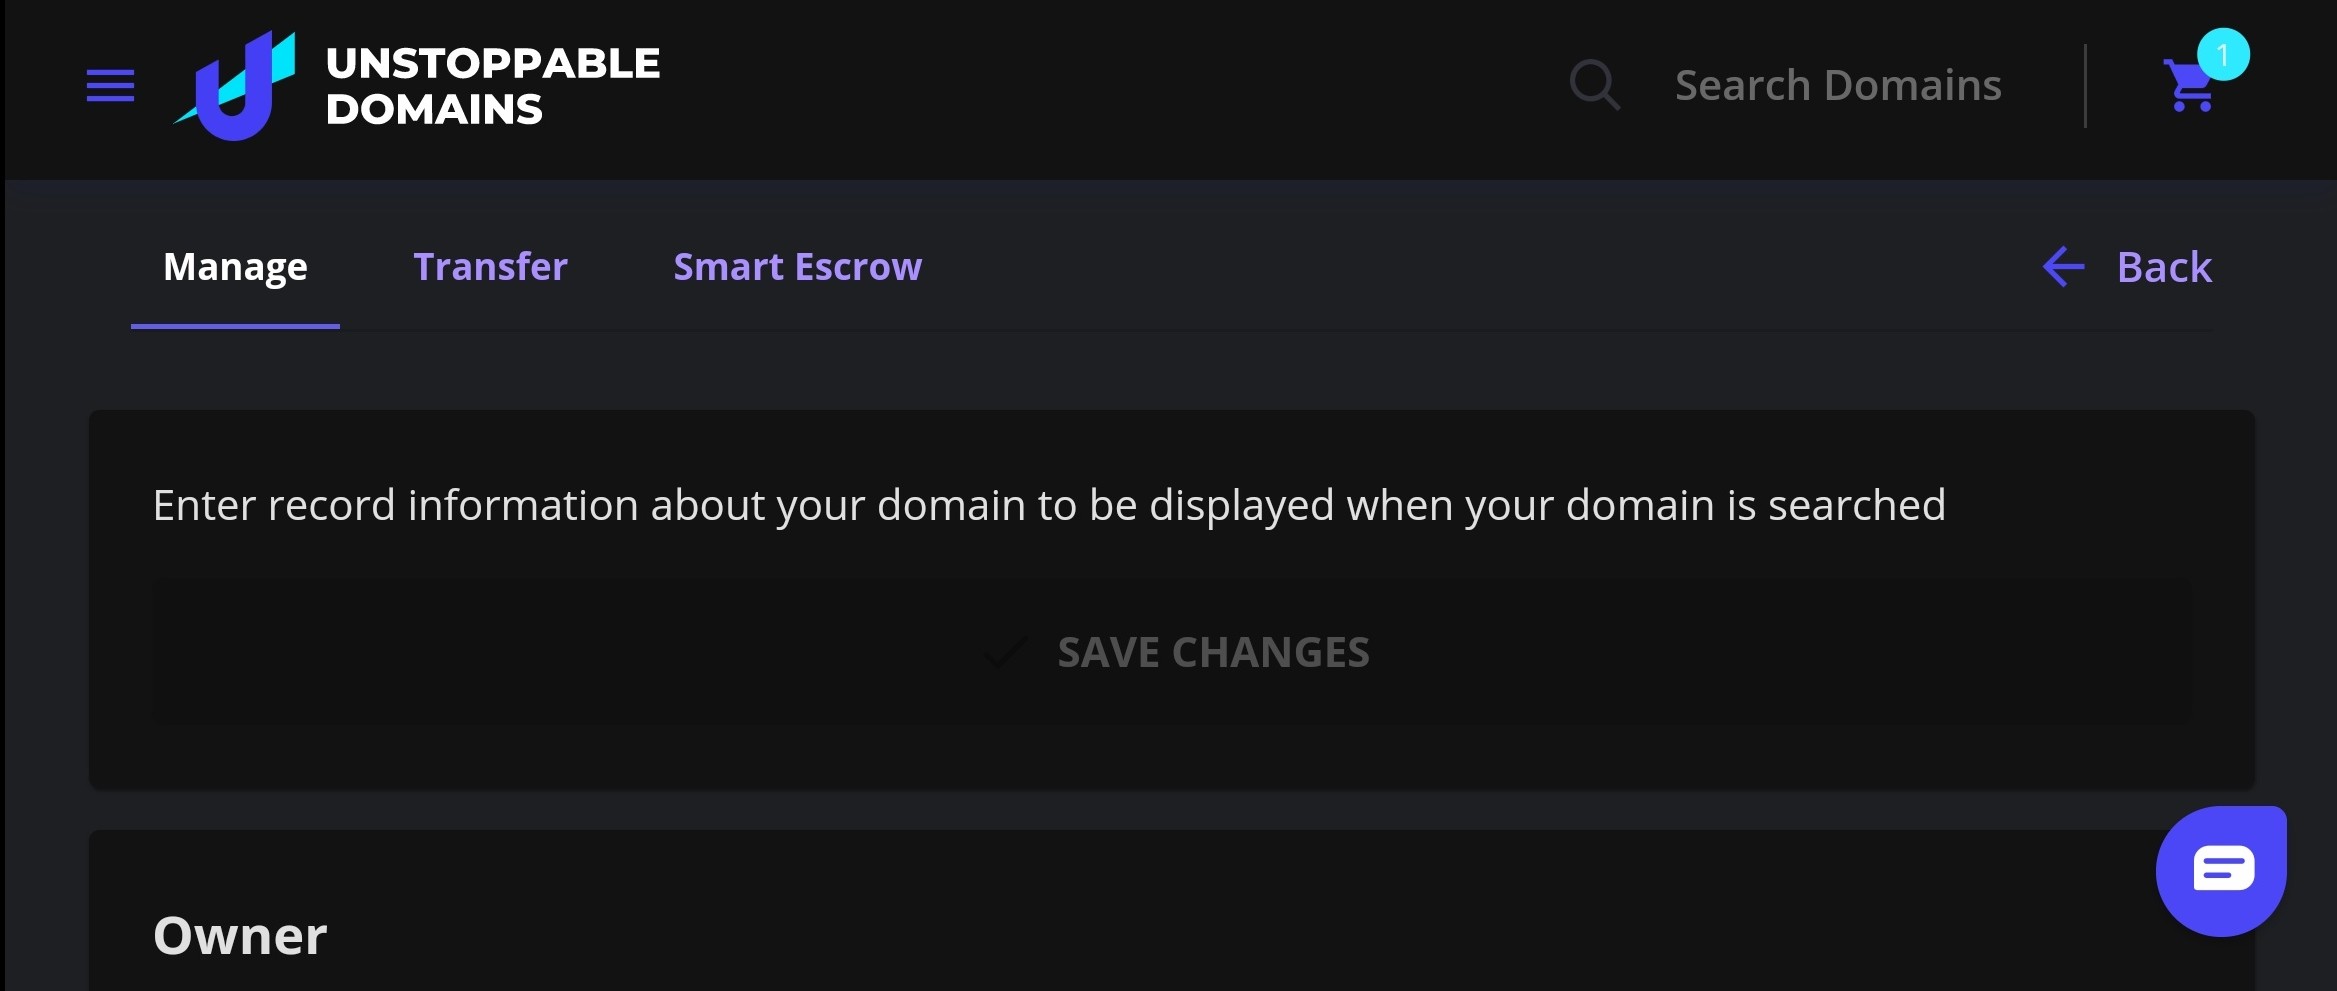 UNSTOPPABLE
DOMAINS
Search Domains
1
Manage
Transfer
Smart Escrow
Back
Enter record information about your domain to be displayed when your domain is searched
SAVE CHANGES
Owner